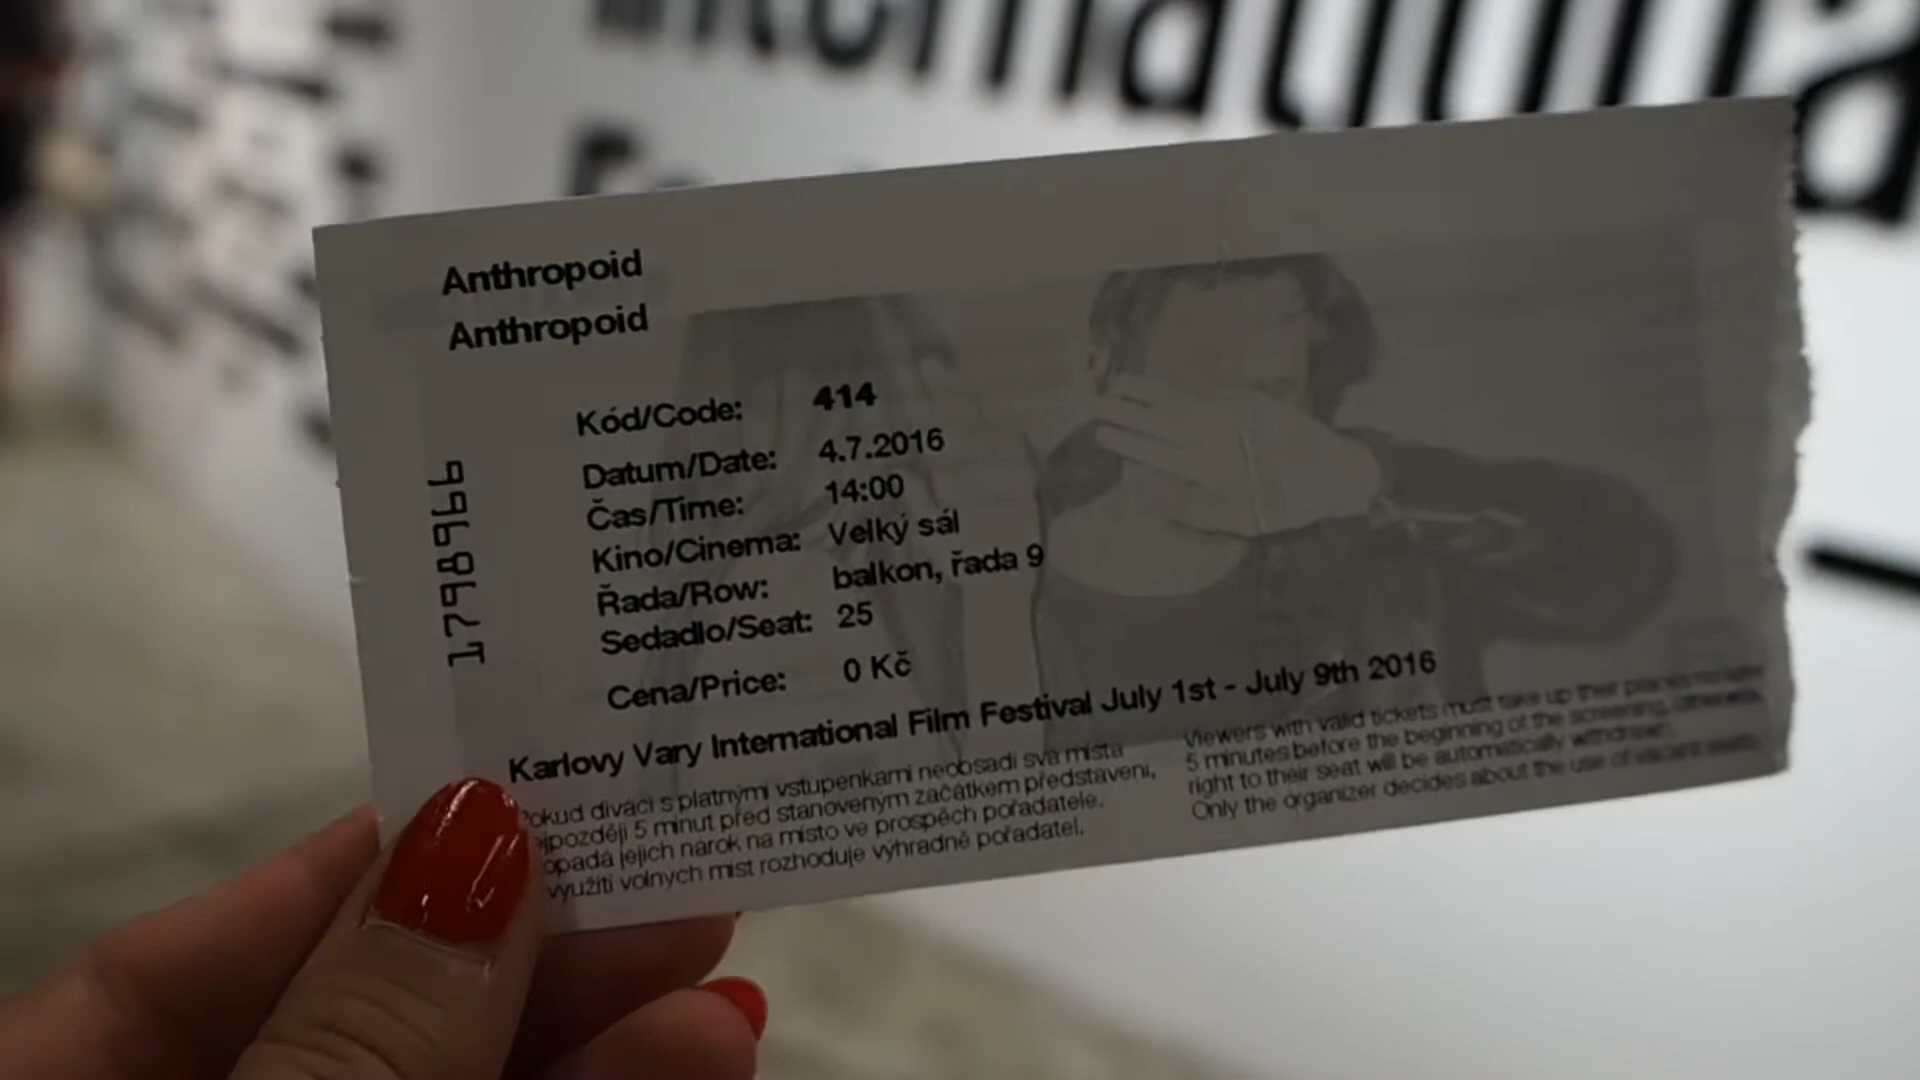 Anthropoid
Anthropoid
Kód/Code: 414
Datum/Date: 4.7.2016
Čas/Time: 14:00
Kino/Cinema: Velký sál
Řada/Row: balkon, řada 9
Sedadlo/Seat: 25
Cena/Price: 0 Kč
1798966
Karlovy Vary International Film Festival July 1st - July 9th 2016
okud diváci s platnými vstupenkami neobsadí svá místa
ejpozději 5 minut před stanoveným začátkem představení,
opadá jejich nárok na místo ve prospěch pořadatele.
využití volných míst rozhoduje výhradně pořadatel.
Viewers with valid tickets must take up their places no later
5 minutes before the beginning of the screening, otherwise
right to their seat will be automatically withdrawn.
Only the organizer decides about the use of vacant seats.